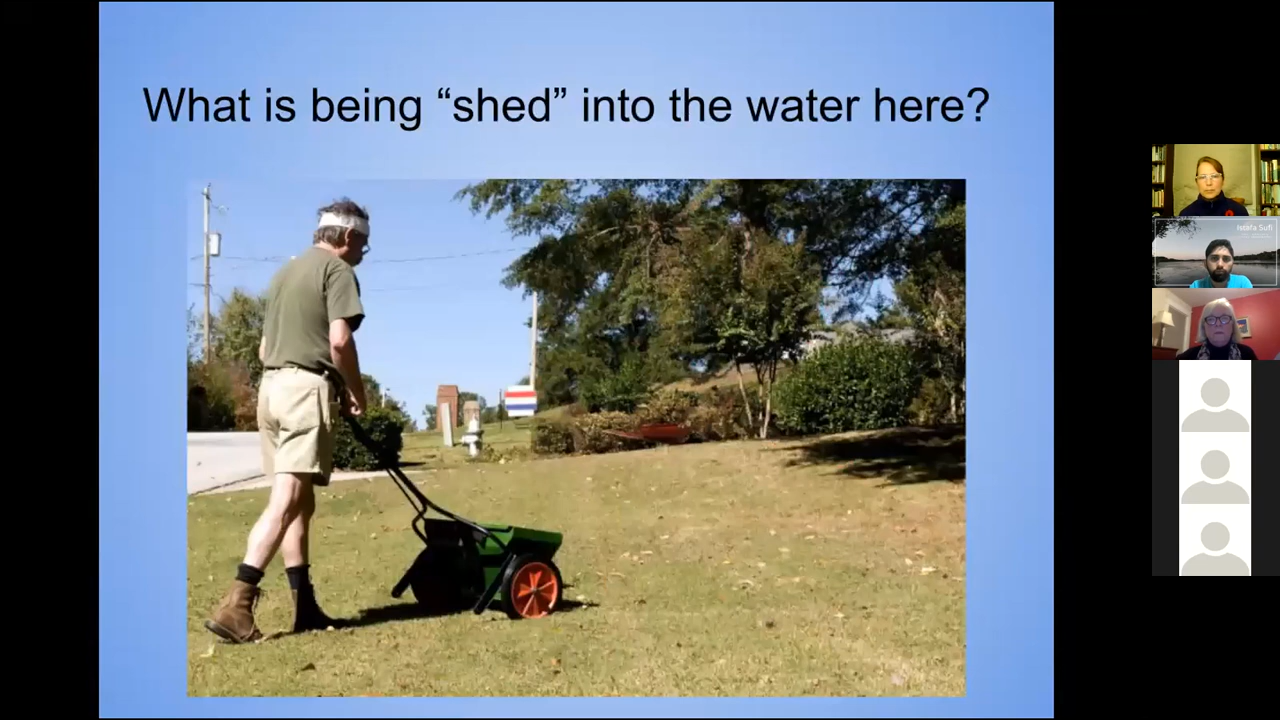 What is being “shed” into the water here?
Istafa Sufi